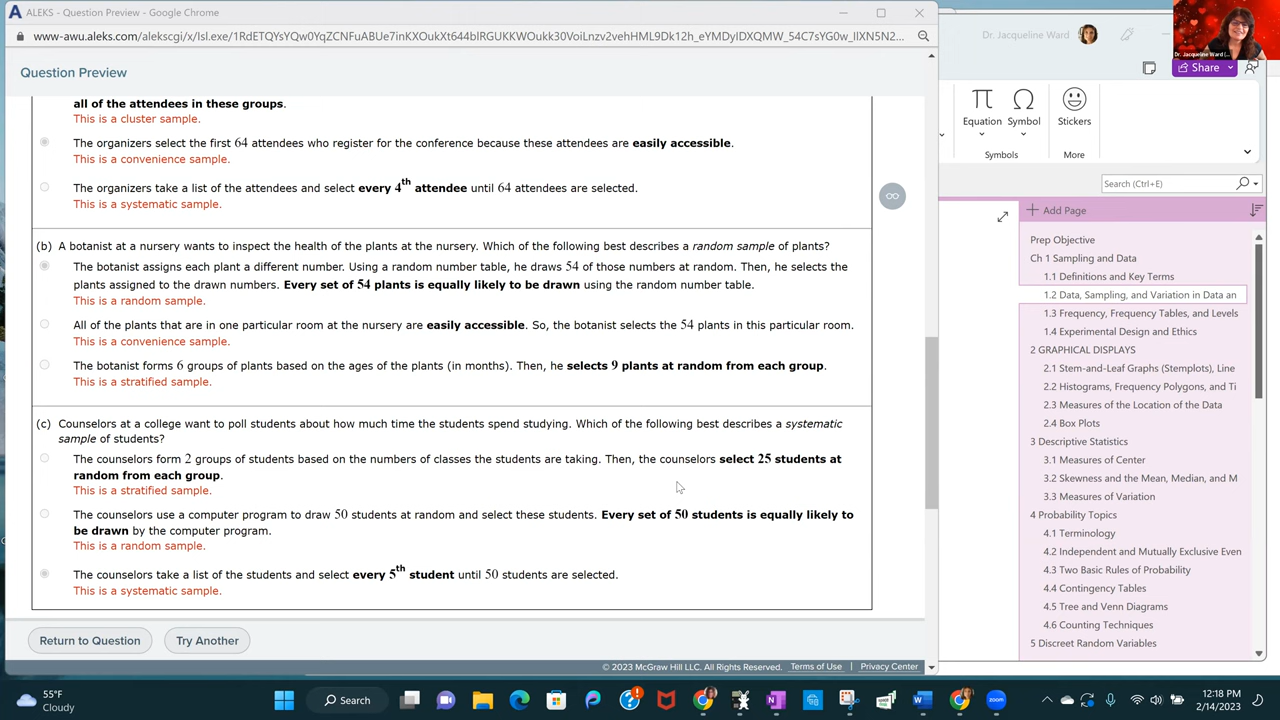 ALEKS - Question Preview - Google Chrome
www-awu.aleks.com/alekscgi/x/Isl.exe/
Question Preview
all of the attendees in these groups.
This is a cluster sample.
The organizers select the first 64 attendees who register for the conference because these attendees are easily accessible.
This is a convenience sample.
The organizers take a list of the attendees and select every 4th attendee until 64 attendees are selected.
This is a systematic sample.
(b) A botanist at a nursery wants to inspect the health of the plants at the nursery. Which of the following best describes a random sample of plants?
The botanist assigns each plant a different number. Using a random number table, he draws 54 of those numbers at random. Then, he selects the
plants assigned to the drawn numbers. Every set of 54 plants is equally likely to be drawn using the random number table.
This is a random sample.
All of the plants that are in one particular room at the nursery are easily accessible. So, the botanist selects the 54 plants in this particular room.
This is a convenience sample.
The botanist forms 6 groups of plants based on the ages of the plants (in months). Then, he selects 9 plants at random from each group.
This is a stratified sample.
(c) Counselors at a college want to poll students about how much time the students spend studying. Which of the following best describes a systematic
sample of students?
The counselors form 2 groups of students based on the numbers of classes the students are taking. Then, the counselors select 25 students at
random from each group.
This is a stratified sample.
The counselors use a computer program to draw 50 students at random and select these students. Every set of 50 students is equally likely to
be drawn by the computer program.
This is a random sample.
The counselors take a list of the students and select every 5th student until 50 students are selected.
This is a systematic sample.
Return to Question
Try Another
© 2023 McGraw Hill LLC. All Rights Reserved. Terms of Use | Privacy Center
Dr. Jacqueline Ward
Dr. Jacqueline Ward (...
Share
Equation
Symbol
Stickers
Symbols
More
Search (Ctrl+E)
Add Page
Prep Objective
Ch 1 Sampling and Data
1.1 Definitions and Key Terms
1.2 Data, Sampling, and Variation in Data an
1.3 Frequency, Frequency Tables, and Levels
1.4 Experimental Design and Ethics
2 GRAPHICAL DISPLAYS
2.1 Stem-and-Leaf Graphs (Stemplots), Line
2.2 Histograms, Frequency Polygons, and Ti
2.3 Measures of the Location of the Data
2.4 Box Plots
3 Descriptive Statistics
3.1 Measures of Center
3.2 Skewness and the Mean, Median, and M
3.3 Measures of Variation
4 Probability Topics
4.1 Terminology
4.2 Independent and Mutually Exclusive Even
4.3 Two Basic Rules of Probability
4.4 Contingency Tables
4.5 Tree and Venn Diagrams
4.6 Counting Techniques
5 Discreet Random Variables
55°F
Cloudy
Search
zoom
12:18 PM
2/14/2023